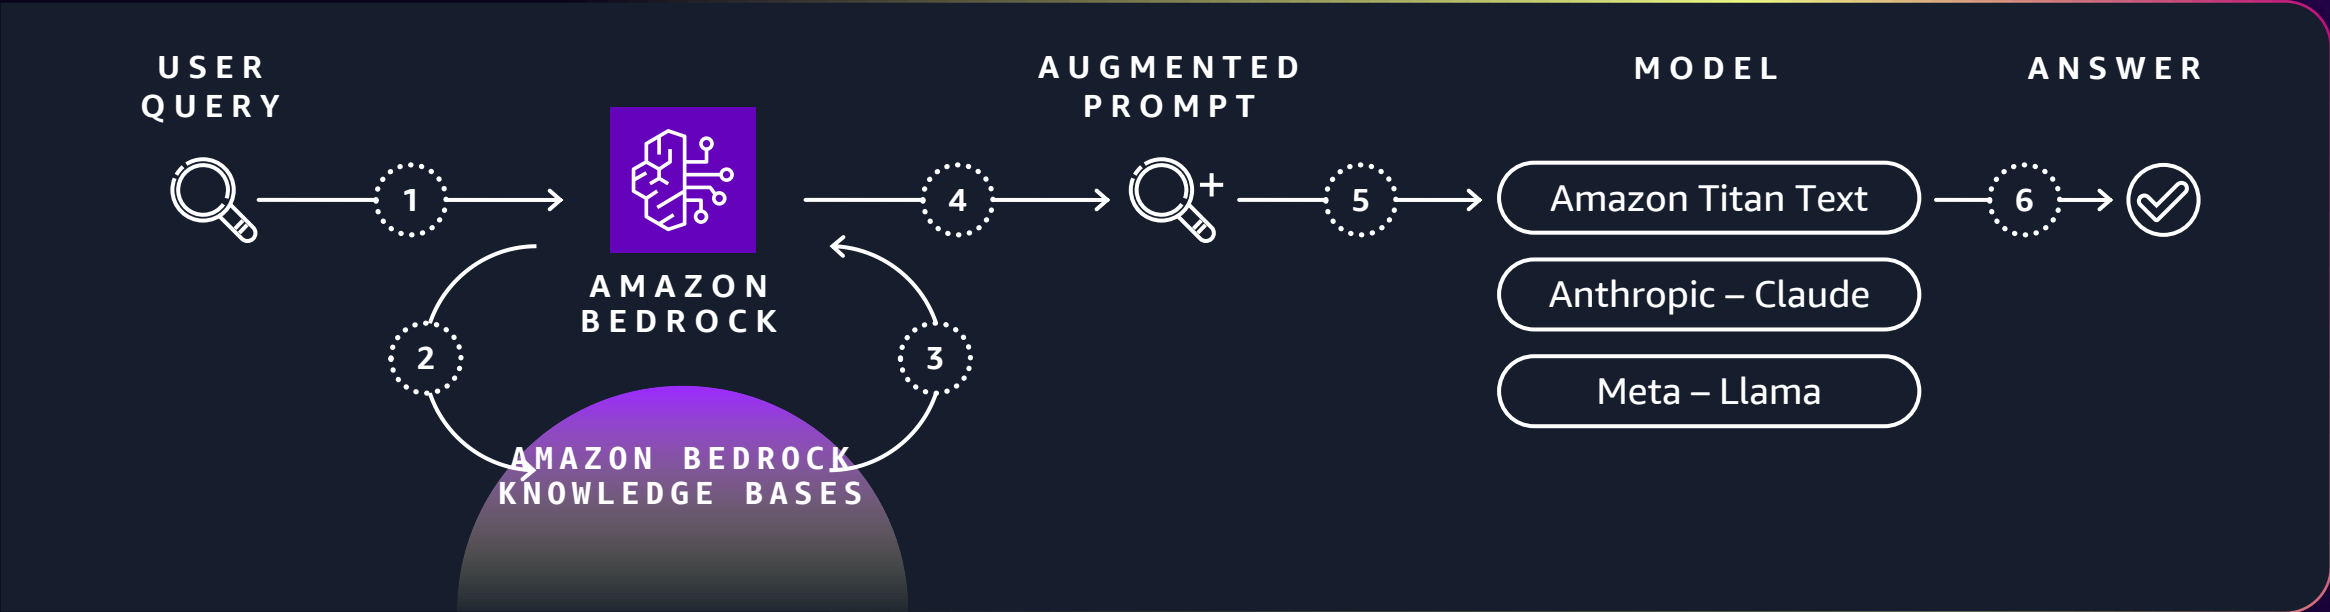 USER
QUERY
1
AMAZON
BEDROCK
2
3
AMAZON BEDROCK
KNOWLEDGE BASES
4
AUGMENTED
PROMPT
5
MODEL
Amazon Titan Text
Anthropic – Claude
Meta – Llama
6
ANSWER